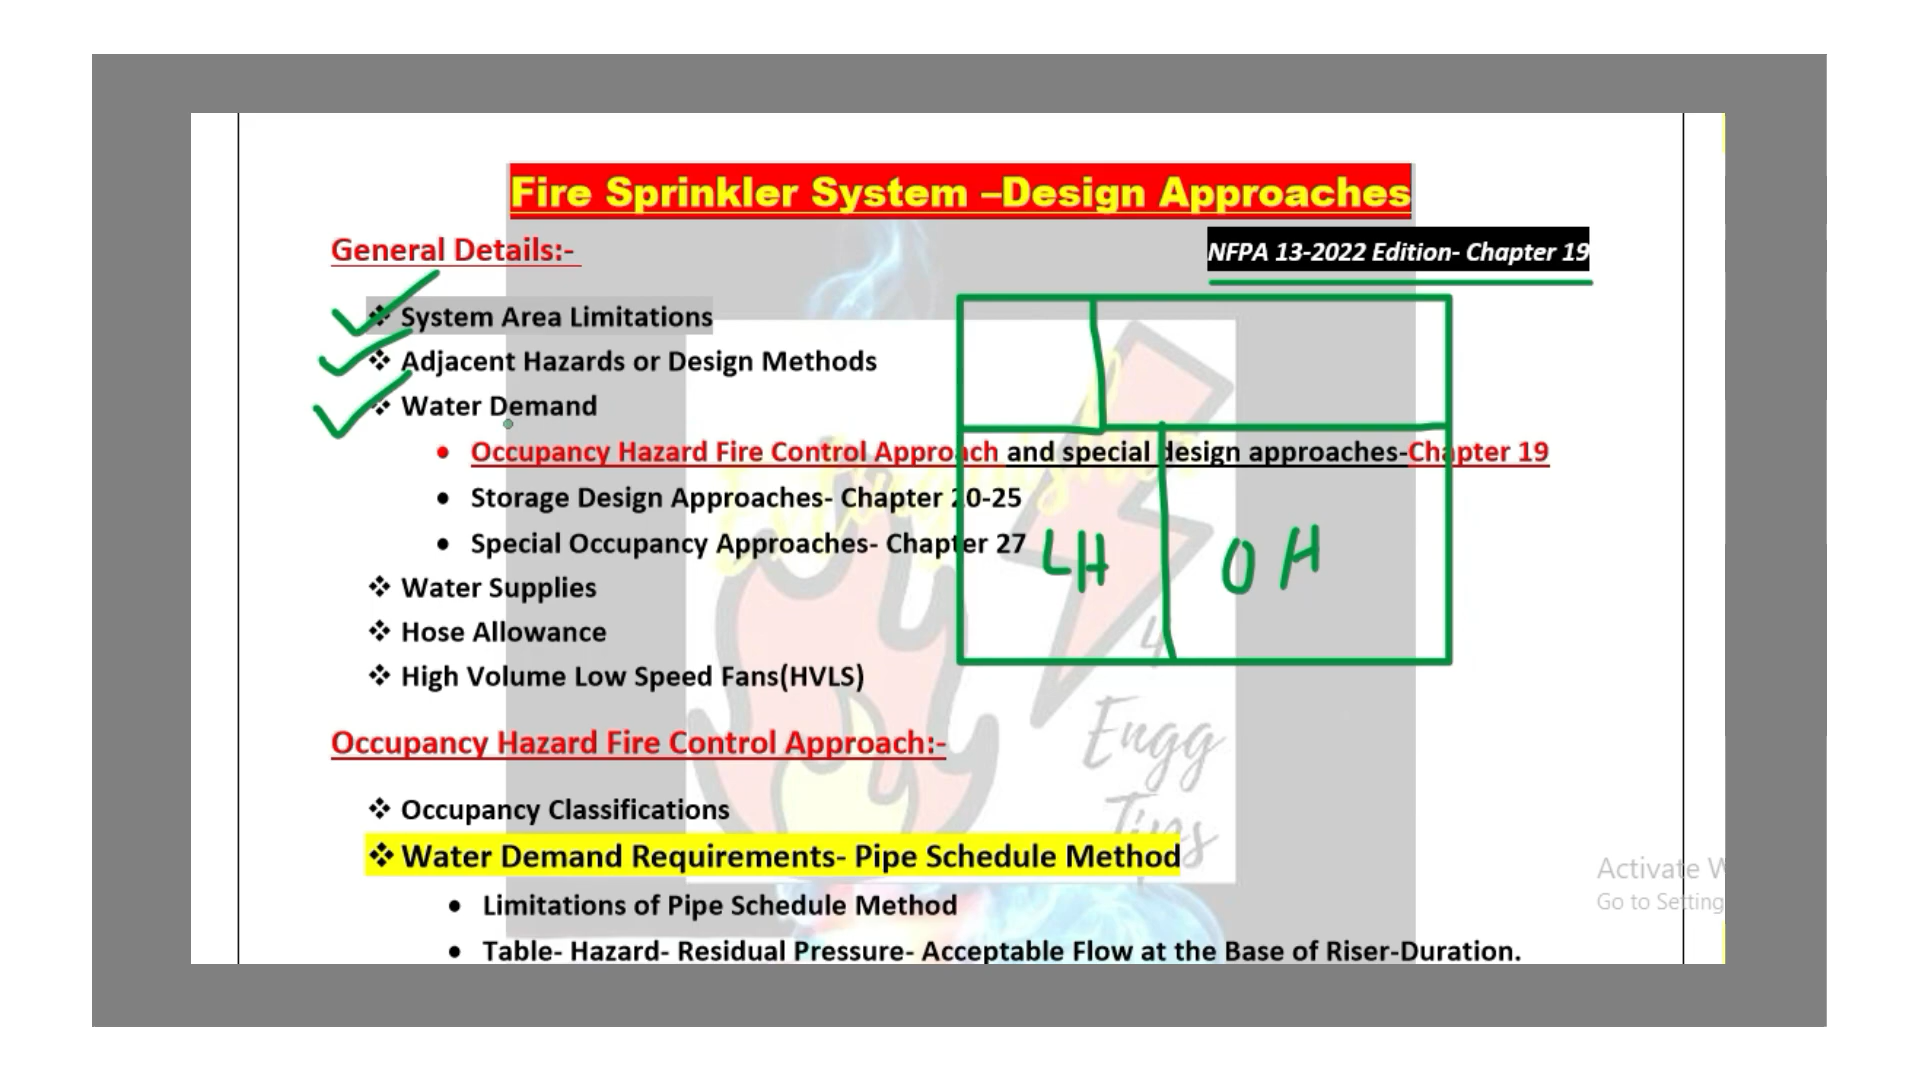 Fire Sprinkler System –Design Approaches
General Details:-
NFPA 13-2022 Edition- Chapter 19
❖ System Area Limitations
❖ Adjacent Hazards or Design Methods
❖ Water Demand
• Occupancy Hazard Fire Control Approach and special design approaches-Chapter 19
• Storage Design Approaches- Chapter 20-25
• Special Occupancy Approaches- Chapter 27
LH OH
❖ Water Supplies
❖ Hose Allowance
❖ High Volume Low Speed Fans(HVLS)
4
Engg
Tips
Occupancy Hazard Fire Control Approach:-
❖ Occupancy Classifications
❖ Water Demand Requirements- Pipe Schedule Method
• Limitations of Pipe Schedule Method
• Table- Hazard- Residual Pressure- Acceptable Flow at the Base of Riser-Duration.
Activate
Go to Setting